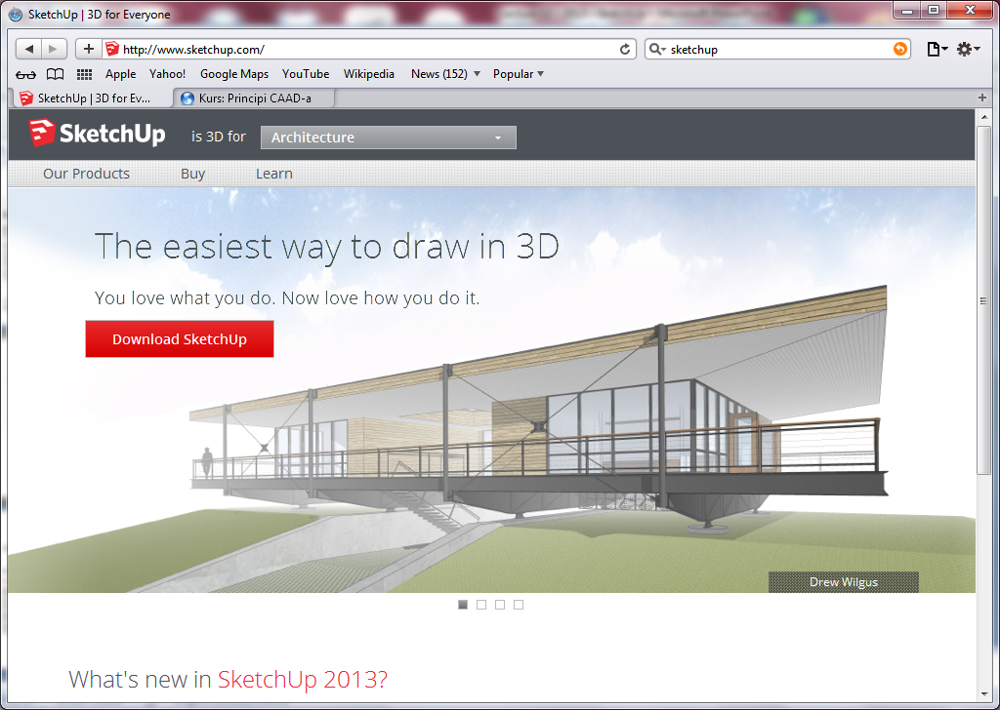 SketchUp | 3D for Everyone
http://www.sketchup.com/
sketchup
Apple Yahoo! Google Maps YouTube Wikipedia News (152) Popular
SketchUp | 3D for Ev...
Kurs: Principi CAAD-a
SketchUp is 3D for Architecture
Our Products Buy Learn
The easiest way to draw in 3D
You love what you do. Now love how you do it.
Download SketchUp
Drew Wilgus
What's new in SketchUp 2013?